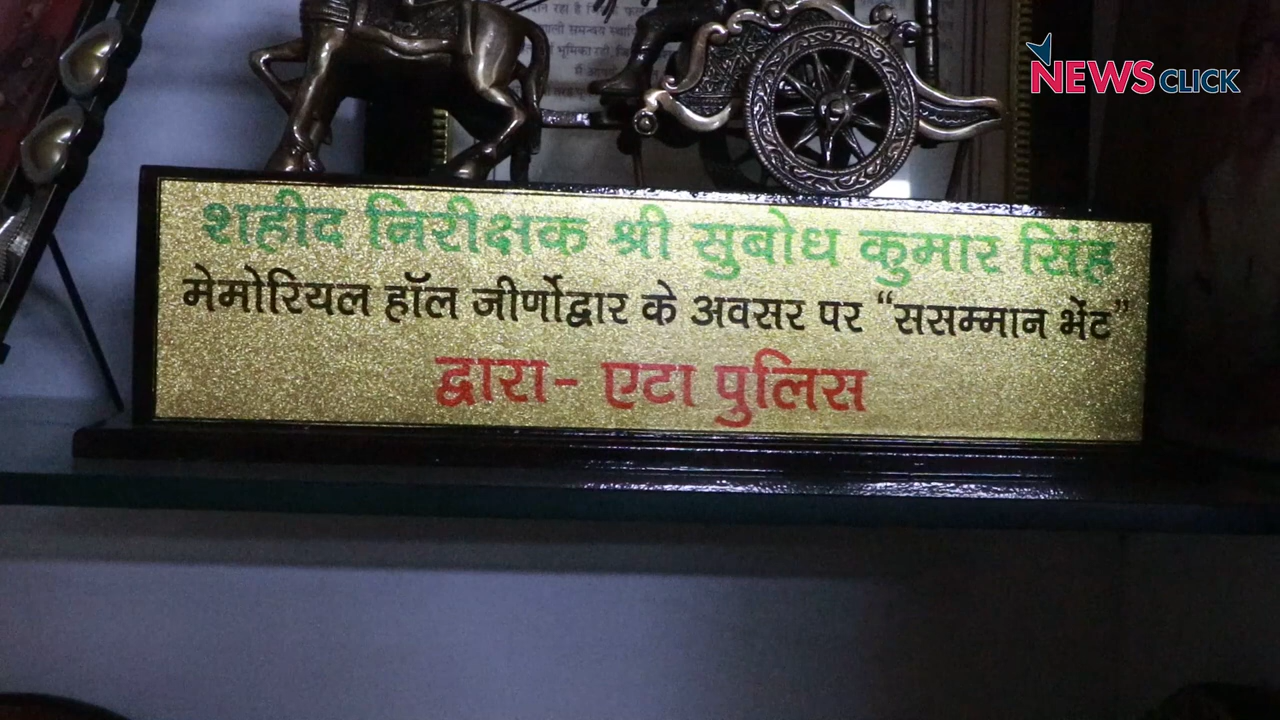 NEWSCLICK
शहीद निरीक्षक श्री सुबोध कुमार सिंह
मेमोरियल हॉल जीर्णोद्वार के अवसर पर “ससम्मान भेंट”
द्वारा- एटा पुलिस